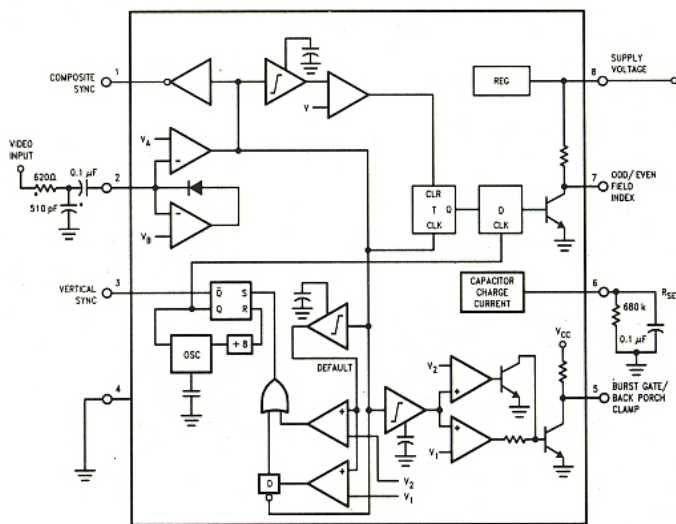 COMPOSITE
SYNC
1
V
REG
8
SUPPLY
VOLTAGE
VIDEO
INPUT
620Ω
0.1 μF
2
510 pF
VA
−
−
VB
CLR
T Q
CLK
D
CLK
7
ODD/EVEN
FIELD
INDEX
VERTICAL
SYNC
3
Q̅ S
Q R
OSC
÷8
DEFAULT
CAPACITOR
CHARGE
CURRENT
6
RSET
680 k
0.1 μF
4
VCC
V2
+
+
V1
5
BURST GATE/
BACK PORCH
CLAMP
+
+
D
V2
V1